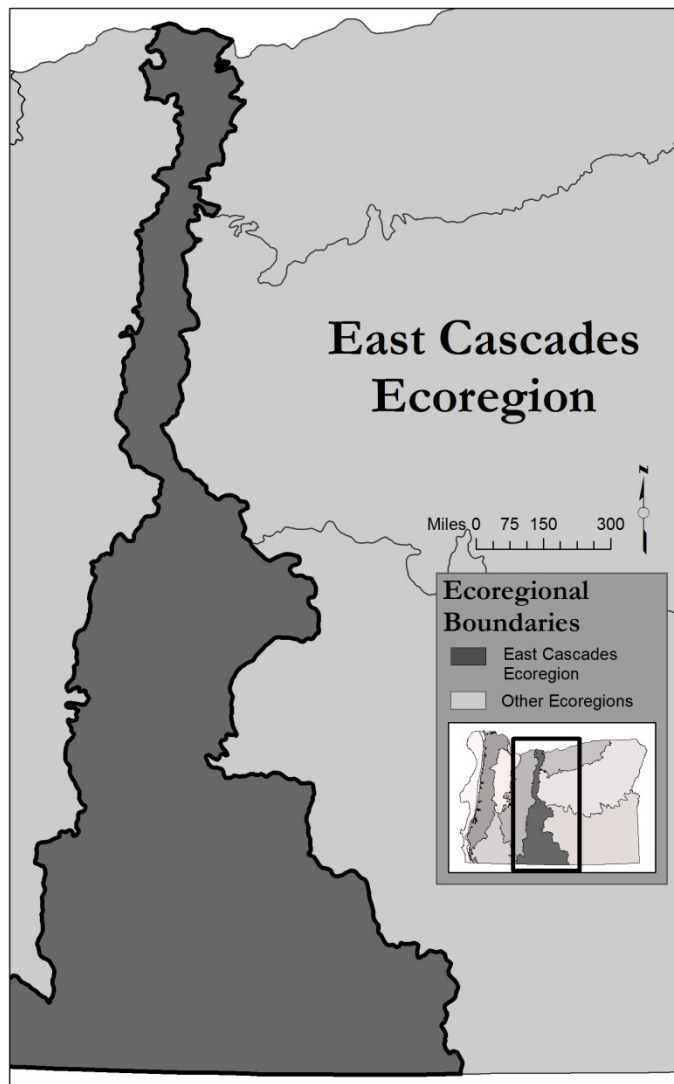 East Cascades
Ecoregion
N
Miles 0 75 150 300
Ecoregional
Boundaries
East Cascades
Ecoregion
Other Ecoregions